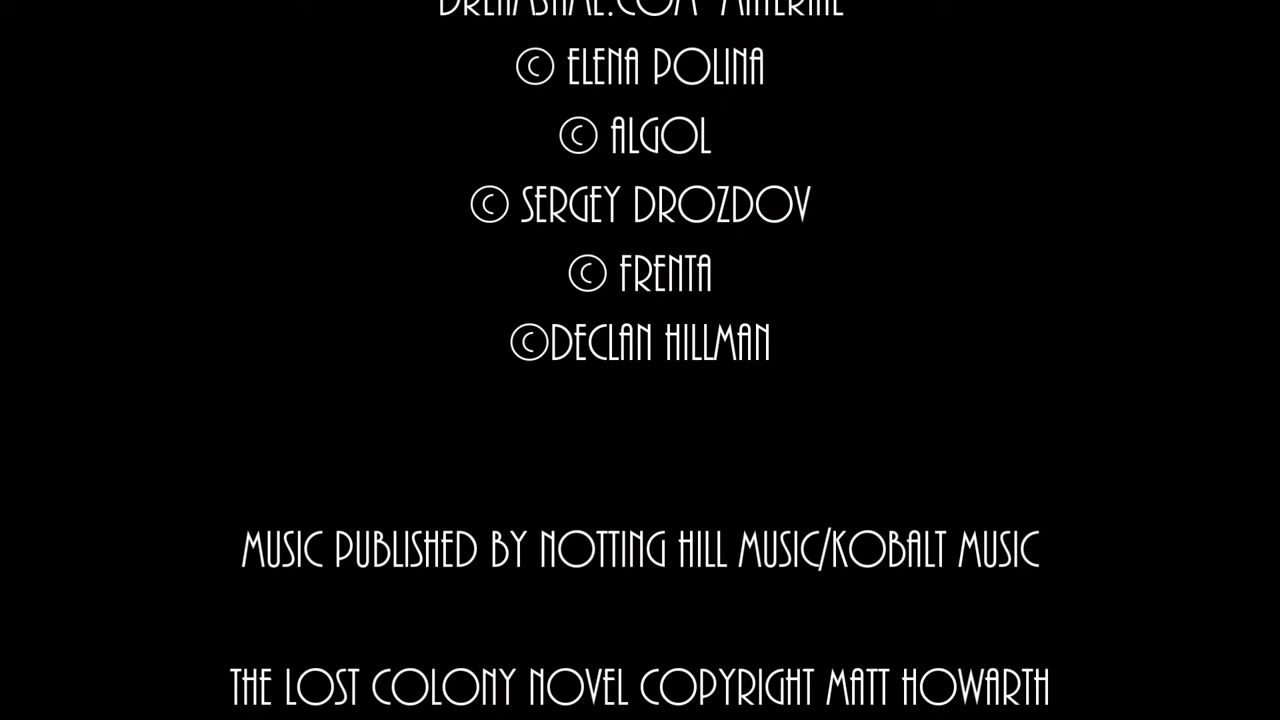 © ELENA POLINA
© ALGOL
© SERGEY DROZDOV
© FRENTA
©DECLAN HILLMAN
MUSIC PUBLISHED BY NOTTING HILL MUSIC/KOBALT MUSIC
THE LOST COLONY NOVEL COPYRIGHT MATT HOWARTH